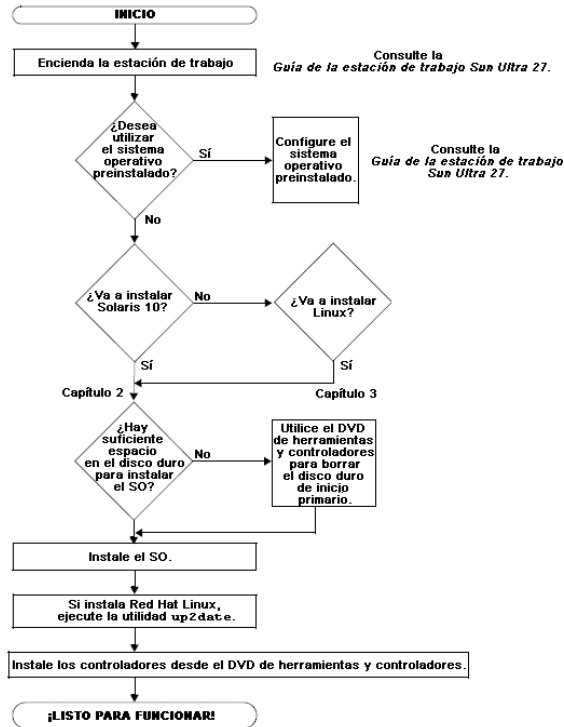 INICIO
Encienda la estación de trabajo
Consulte la
Guía de la estación de trabajo Sun Ultra 27.
¿Desea
utilizar
el sistema
operativo
preinstalado?
Sí
Configure el
sistema
operativo
preinstalado.
Consulte la
Guía de la estación de trabajo
Sun Ultra 27.
No
¿Va a instalar
Solaris 10?
No
¿Va a instalar
Linux?
Sí
Sí
Capítulo 2
Capítulo 3
¿Hay
suficiente
espacio
en el disco duro
para instalar
el SO?
No
Utilice el DVD
de herramientas
y controladores
para borrar
el disco duro
de inicio
primario.
Instale el SO.
Si instala Red Hat Linux,
ejecute la utilidad up2date.
Instale los controladores desde el DVD de herramientas y controladores.
¡LISTO PARA FUNCIONAR!